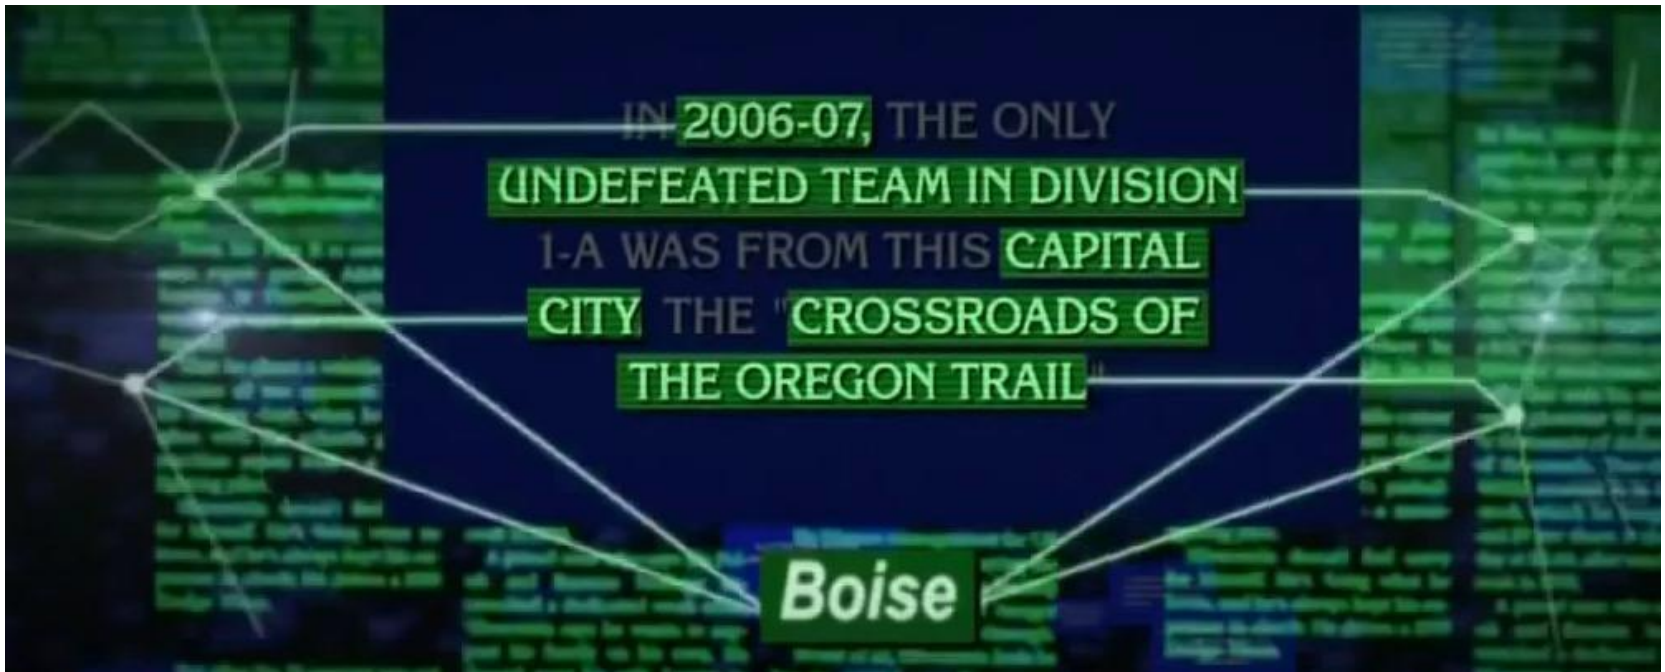 IN 2006-07, THE ONLY
UNDEFEATED TEAM IN DIVISION
1-A WAS FROM THIS CAPITAL
CITY THE "CROSSROADS OF
THE OREGON TRAIL"
Boise